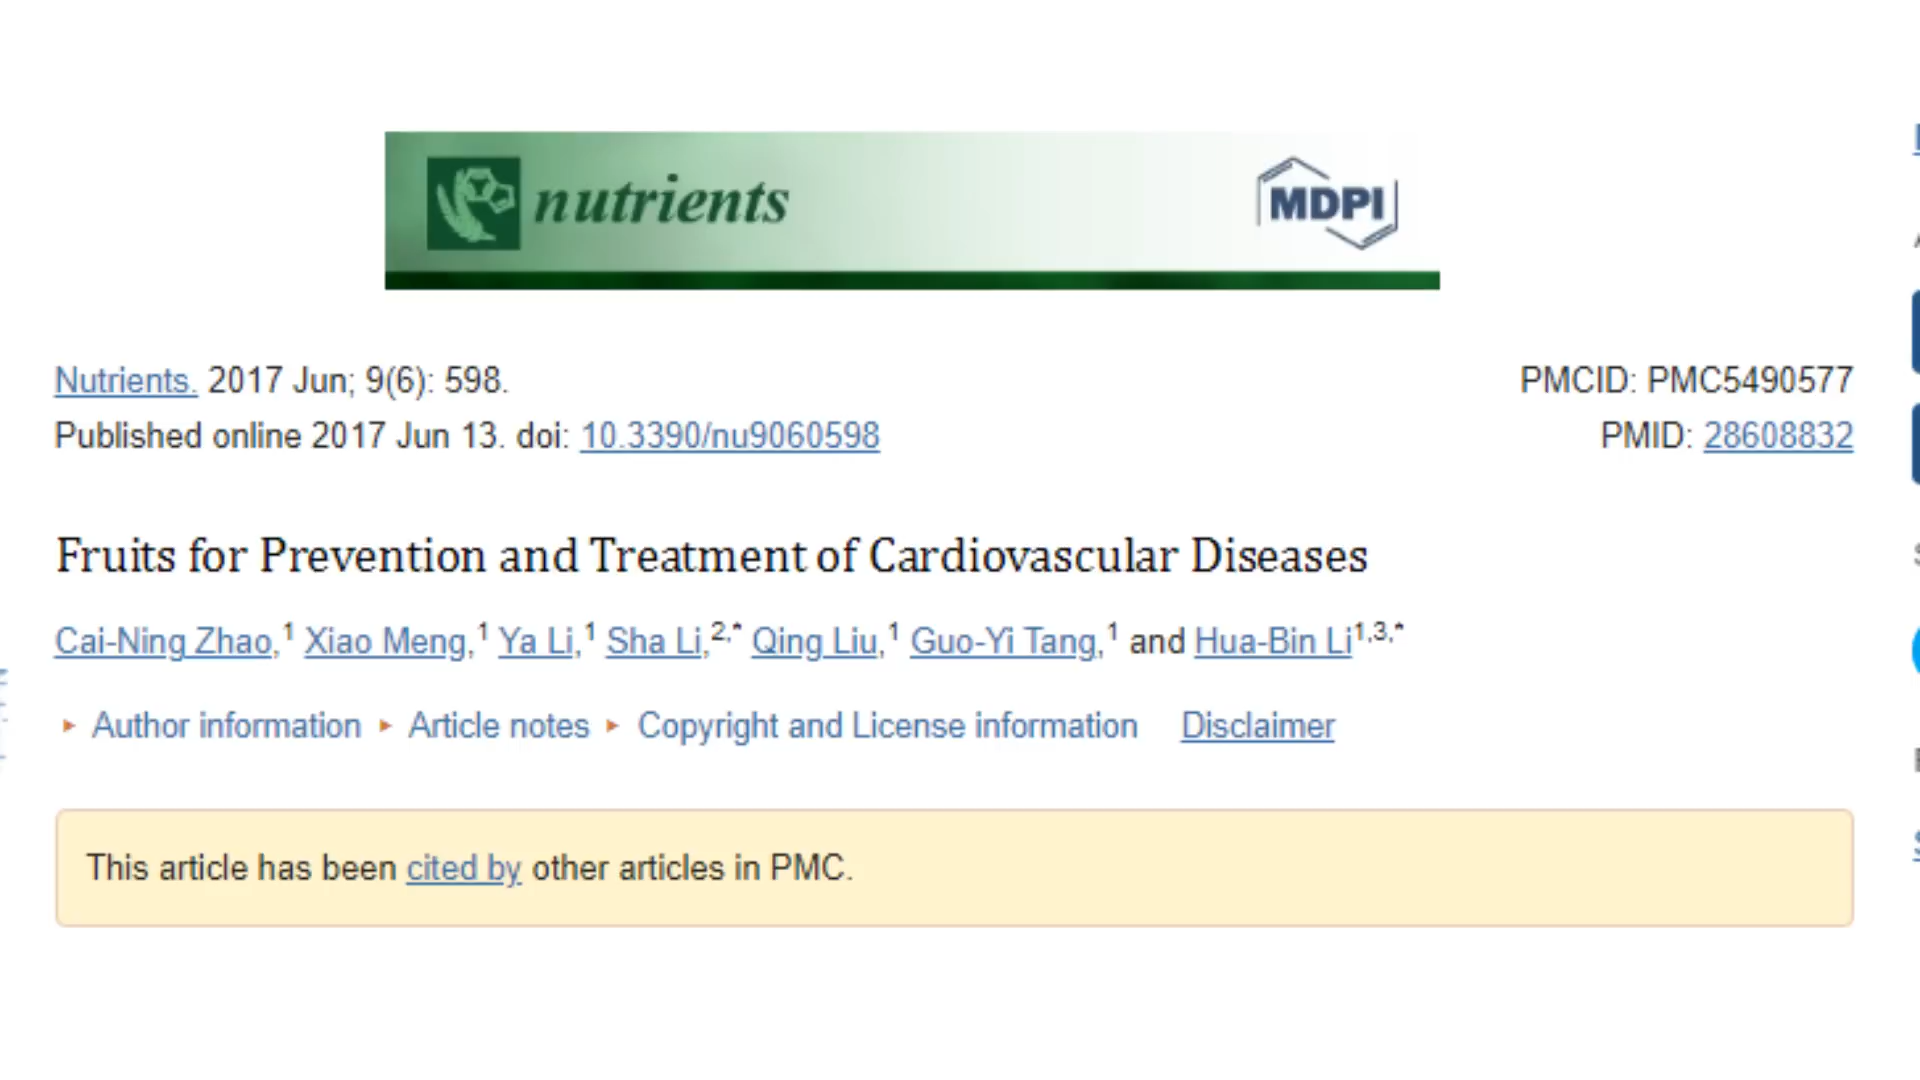 nutrients
MDPI
Nutrients. 2017 Jun; 9(6): 598.
PMCID: PMC5490577
Published online 2017 Jun 13. doi: 10.3390/nu9060598
PMID: 28608832
Fruits for Prevention and Treatment of Cardiovascular Diseases
Cai-Ning Zhao,1 Xiao Meng,1 Ya Li,1 Sha Li,2,* Qing Liu,1 Guo-Yi Tang,1 and Hua-Bin Li1,3,*
▸ Author information ▸ Article notes ▸ Copyright and License information Disclaimer
This article has been cited by other articles in PMC.